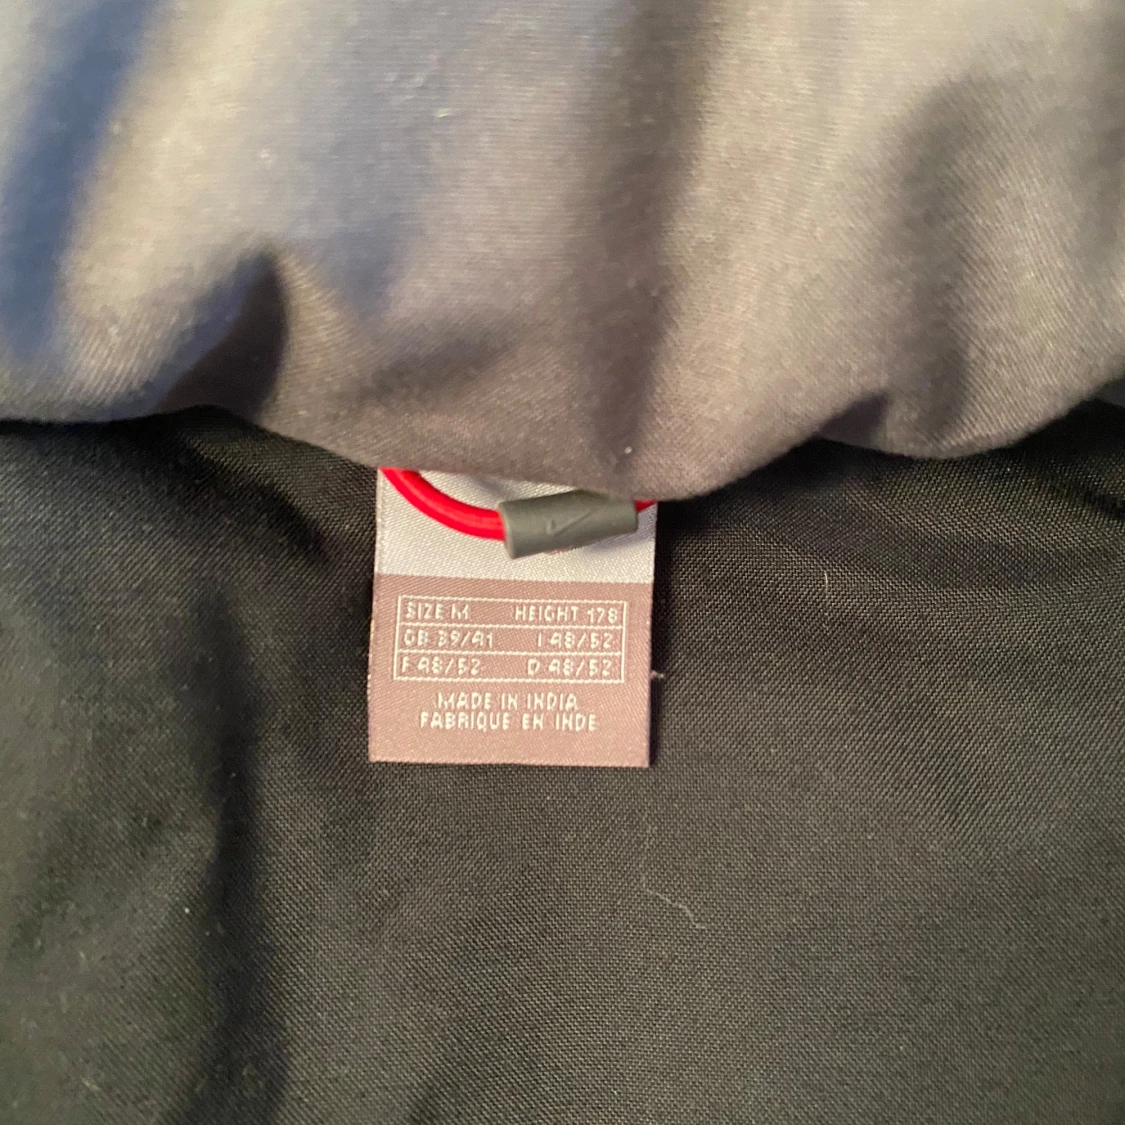 SIZE M HEIGHT 178
GB 39/41 I 48/52
F 48/52 D 48/52
MADE IN INDIA
FABRIQUE EN INDE